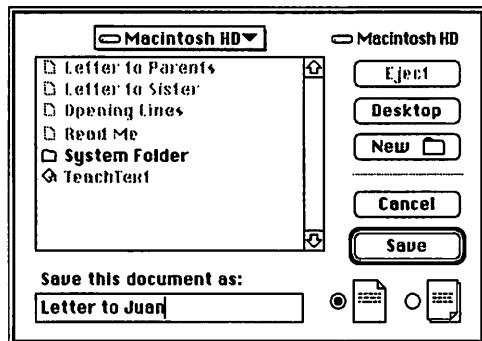 Macintosh HD
Macintosh HD
Letter to Parents
Letter to Sister
Opening Lines
Read Me
System Folder
TeachText
Eject
Desktop
New
Cancel
Save
Save this document as:
Letter to Juan